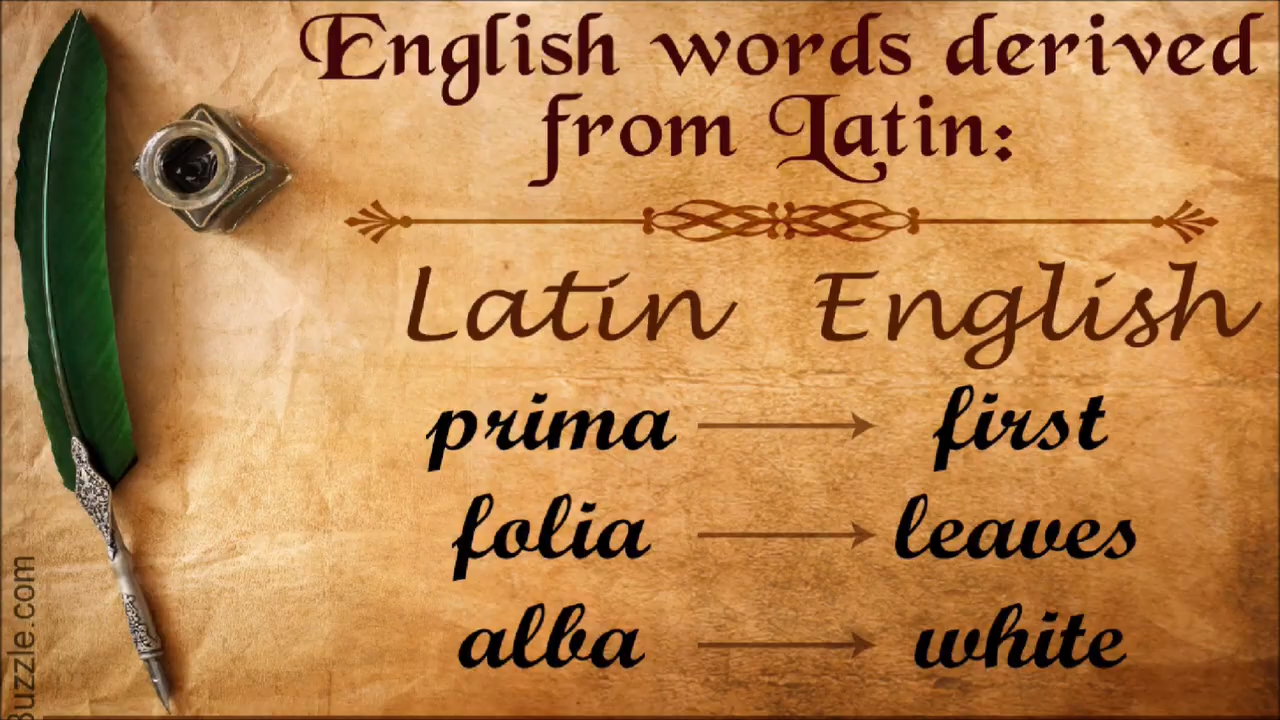 English words derived
from Latin:
Latin English
prima first
folia leaves
alba white
Buzzle.com